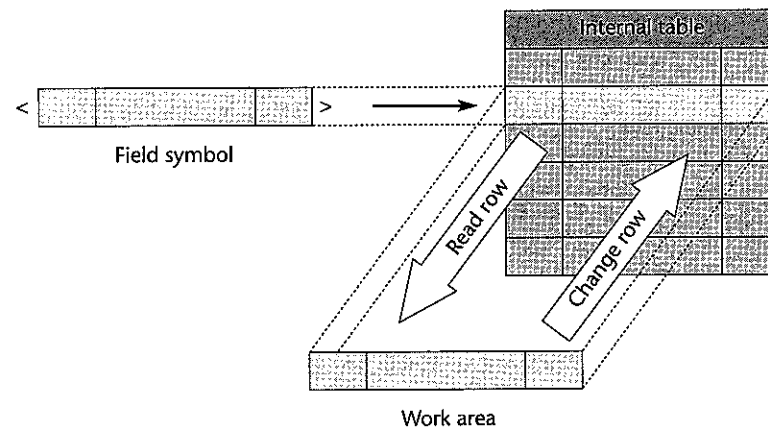 Internal table
< >
Field symbol
Read row
Change row
Work area